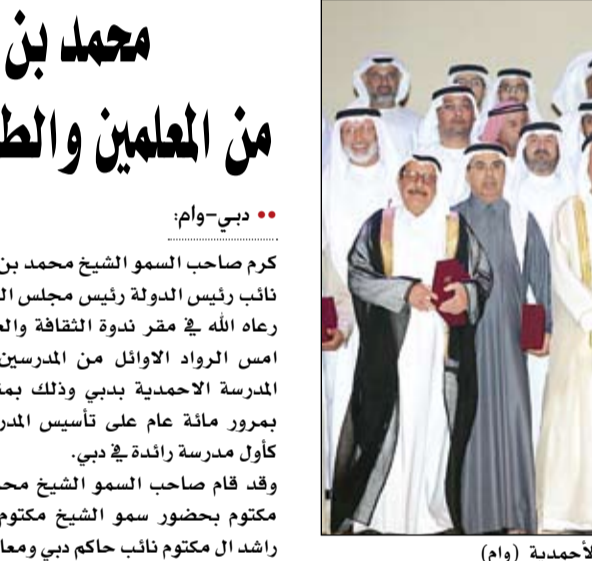 محمد بن
من المعلمين والط
•• دبي-وام:
كرم صاحب السمو الشيخ محمد بن
نائب رئيس الدولة رئيس مجلس ال
رعاه الله في مقر ندوة الثقافة وال
امس الرواد الاوائل من المدرسين
المدرسة الاحمدية بدبي وذلك بم
بمرور مائة عام على تأسيس المدر
كأول مدرسة رائدة في دبي.
وقد قام صاحب السمو الشيخ مح
مكتوم بحضور سمو الشيخ مكتوم
راشد ال مكتوم نائب حاكم دبي ومعا
الأحمدية (وام)